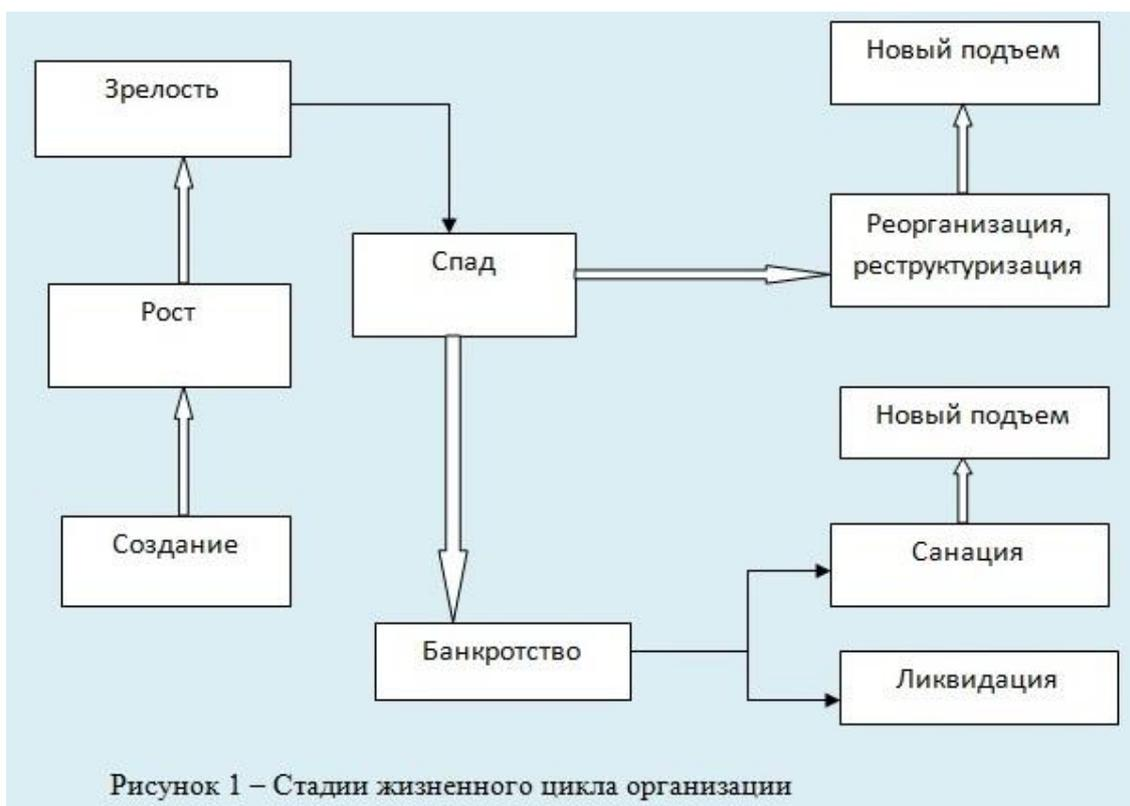 Зрелость
Рост
Создание
Спад
Банкротство
Новый подъем
Реорганизация,
реструктуризация
Новый подъем
Санация
Ликвидация
Рисунок 1 – Стадии жизненного цикла организации